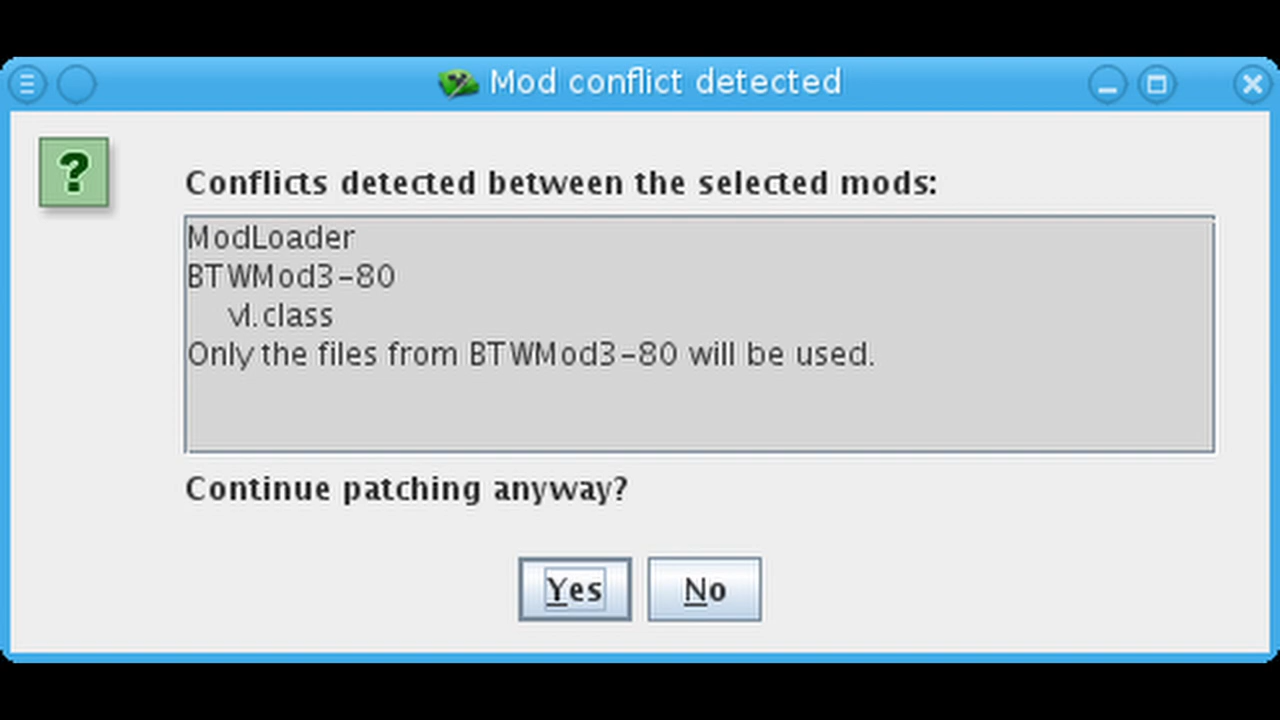 Mod conflict detected
Conflicts detected between the selected mods:
ModLoader
BTWMod3-80
vl.class
Only the files from BTWMod3-80 will be used.
Continue patching anyway?
Yes No